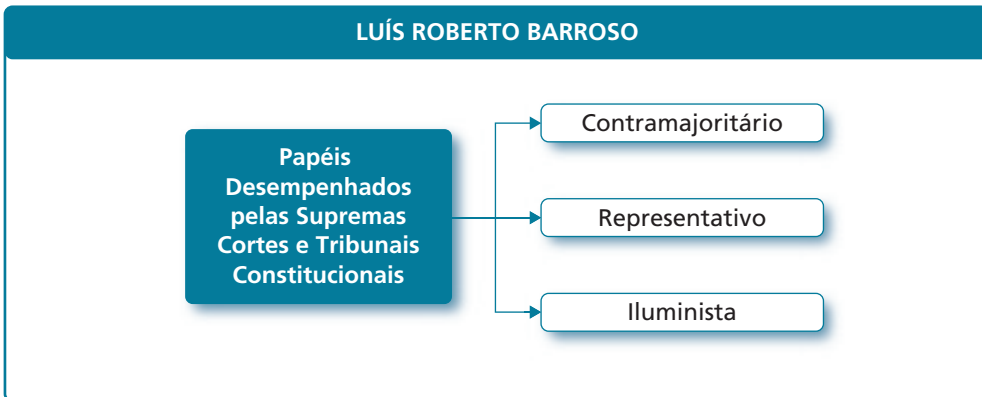 LUÍS ROBERTO BARROSO
Papéis
Desempenhados
pelas Supremas
Cortes e Tribunais
Constitucionais
Contramajoritário
Representativo
Iluminista